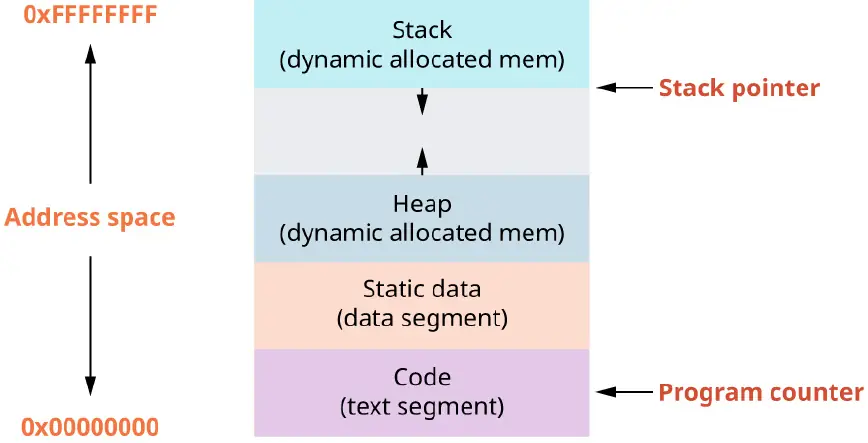 0xFFFFFFFF
Stack
(dynamic allocated mem)
Stack pointer
Address space
Heap
(dynamic allocated mem)
Static data
(data segment)
Code
(text segment)
Program counter
0x00000000